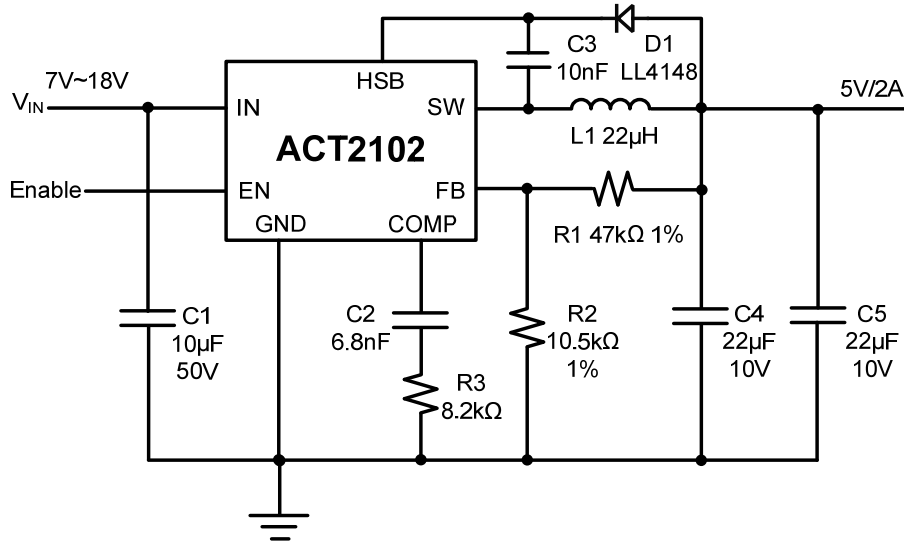 7V~18V
VIN
Enable
HSB
IN
SW
ACT2102
EN
FB
GND
COMP
C3
10nF
D1
LL4148
5V/2A
L1 22µH
R1 47kΩ 1%
C1
10µF
50V
C2
6.8nF
R3
8.2kΩ
R2
10.5kΩ
1%
C4
22µF
10V
C5
22µF
10V